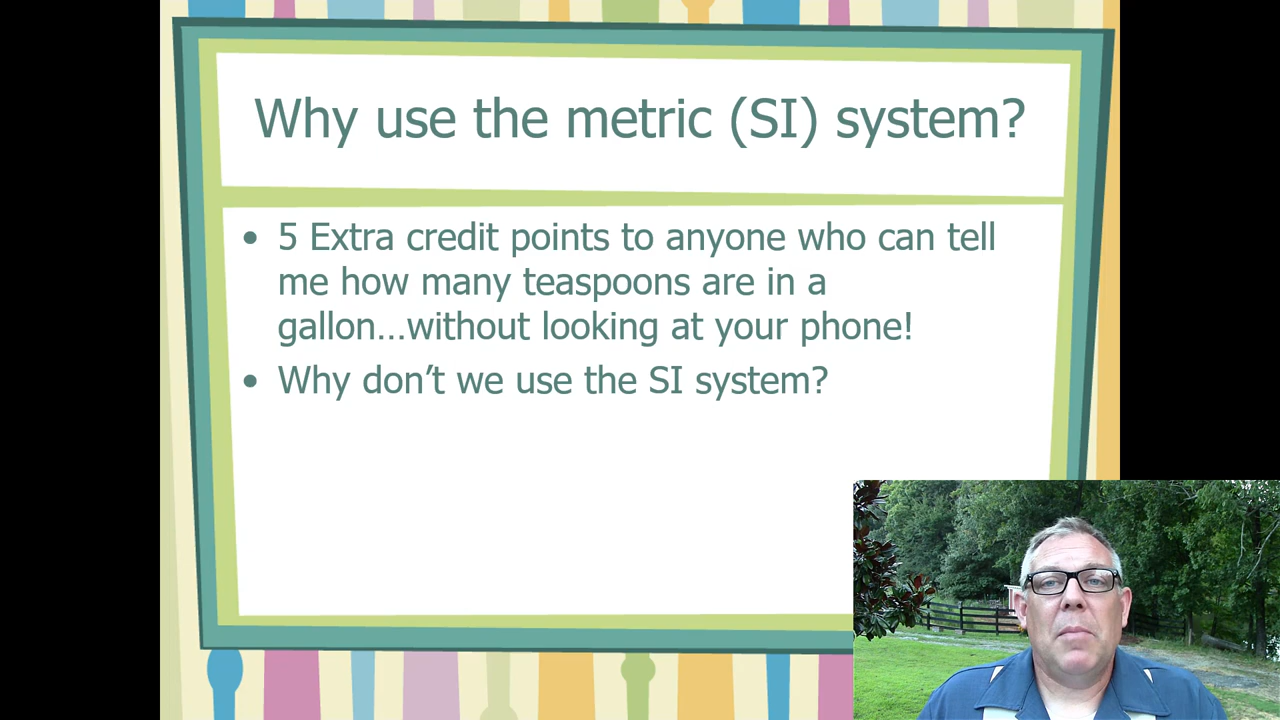 Why use the metric (SI) system?
• 5 Extra credit points to anyone who can tell
me how many teaspoons are in a
gallon…without looking at your phone!
• Why don’t we use the SI system?